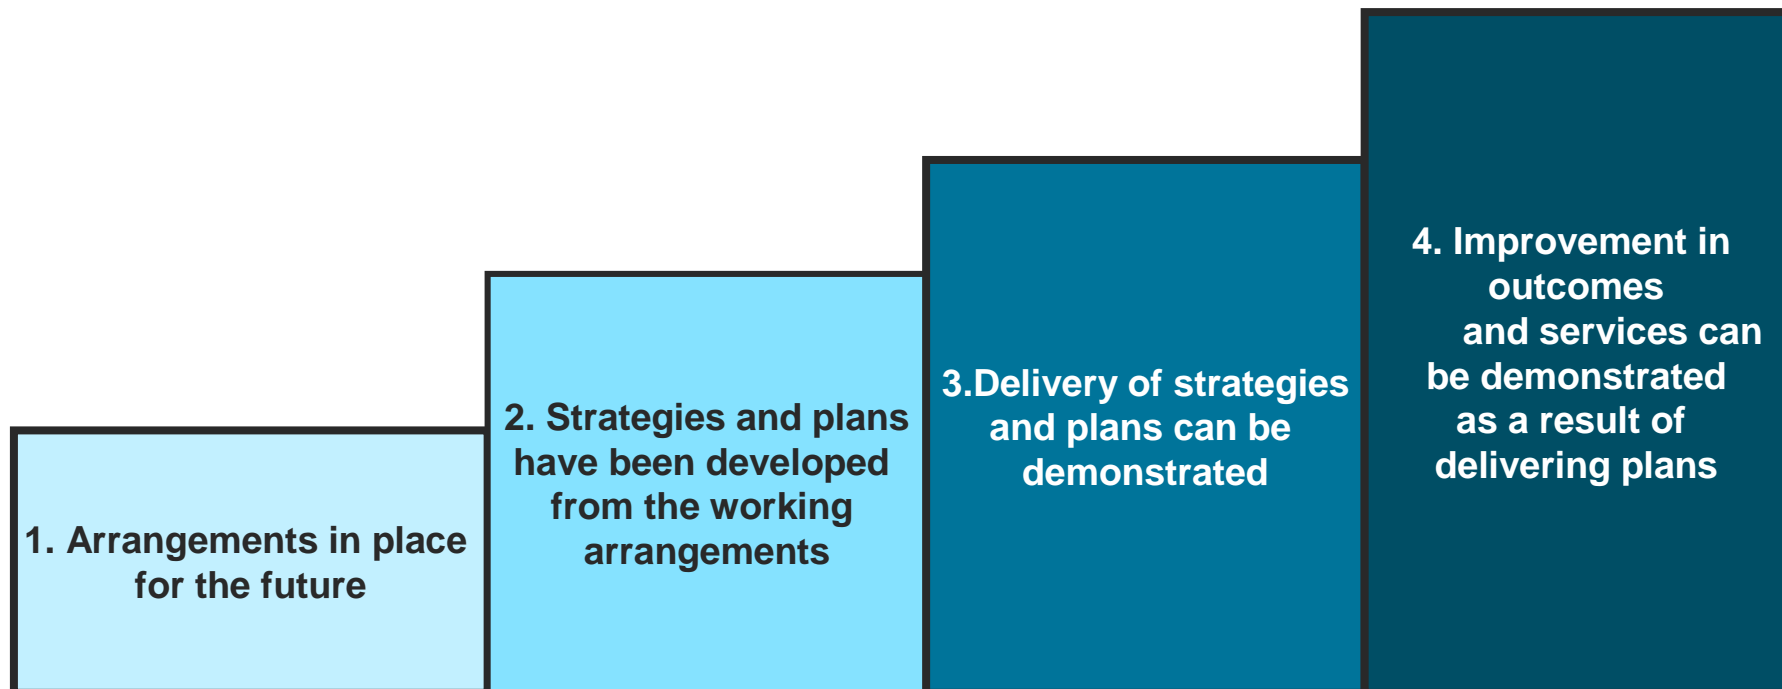 1. Arrangements in place
for the future
2. Strategies and plans
have been developed
from the working
arrangements
3.Delivery of strategies
and plans can be
demonstrated
4. Improvement in
outcomes
and services can
be demonstrated
as a result of
delivering plans